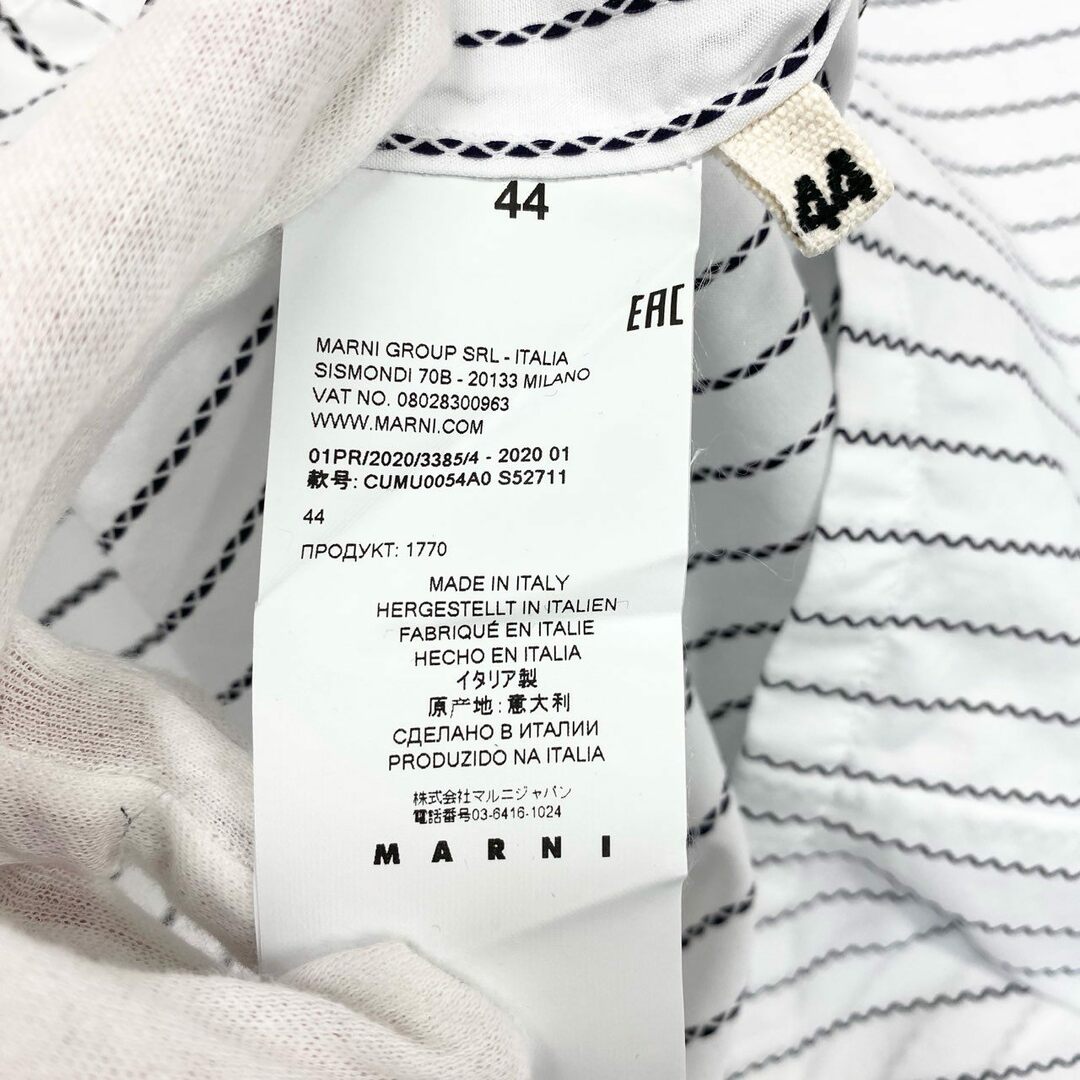 44
44
EAC
MARNI GROUP SRL - ITALIA
SISMONDI 70B - 20133 MILANO
VAT NO. 08028300963
WWW.MARNI.COM
01PR/2020/3385/4 - 2020 01
款号: CUMU0054A0 S52711
44
ПРОДУКТ: 1770
MADE IN ITALY
HERGESTELLT IN ITALIEN
FABRIQUÉ EN ITALIE
HECHO EN ITALIA
イタリア製
原产地:意大利
СДЕЛАНО В ИТАЛИИ
PRODUZIDO NA ITALIA
株式会社マルニジャパン
電話番号03-6416-1024
MARNI